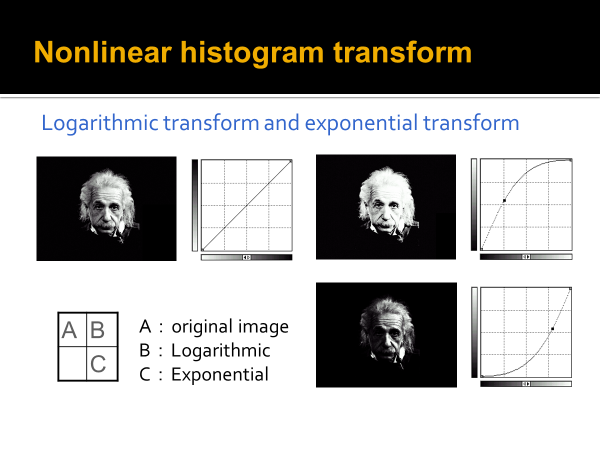 Nonlinear histogram transform
Logarithmic transform and exponential transform
A B
C
A : original image
B : Logarithmic
C : Exponential